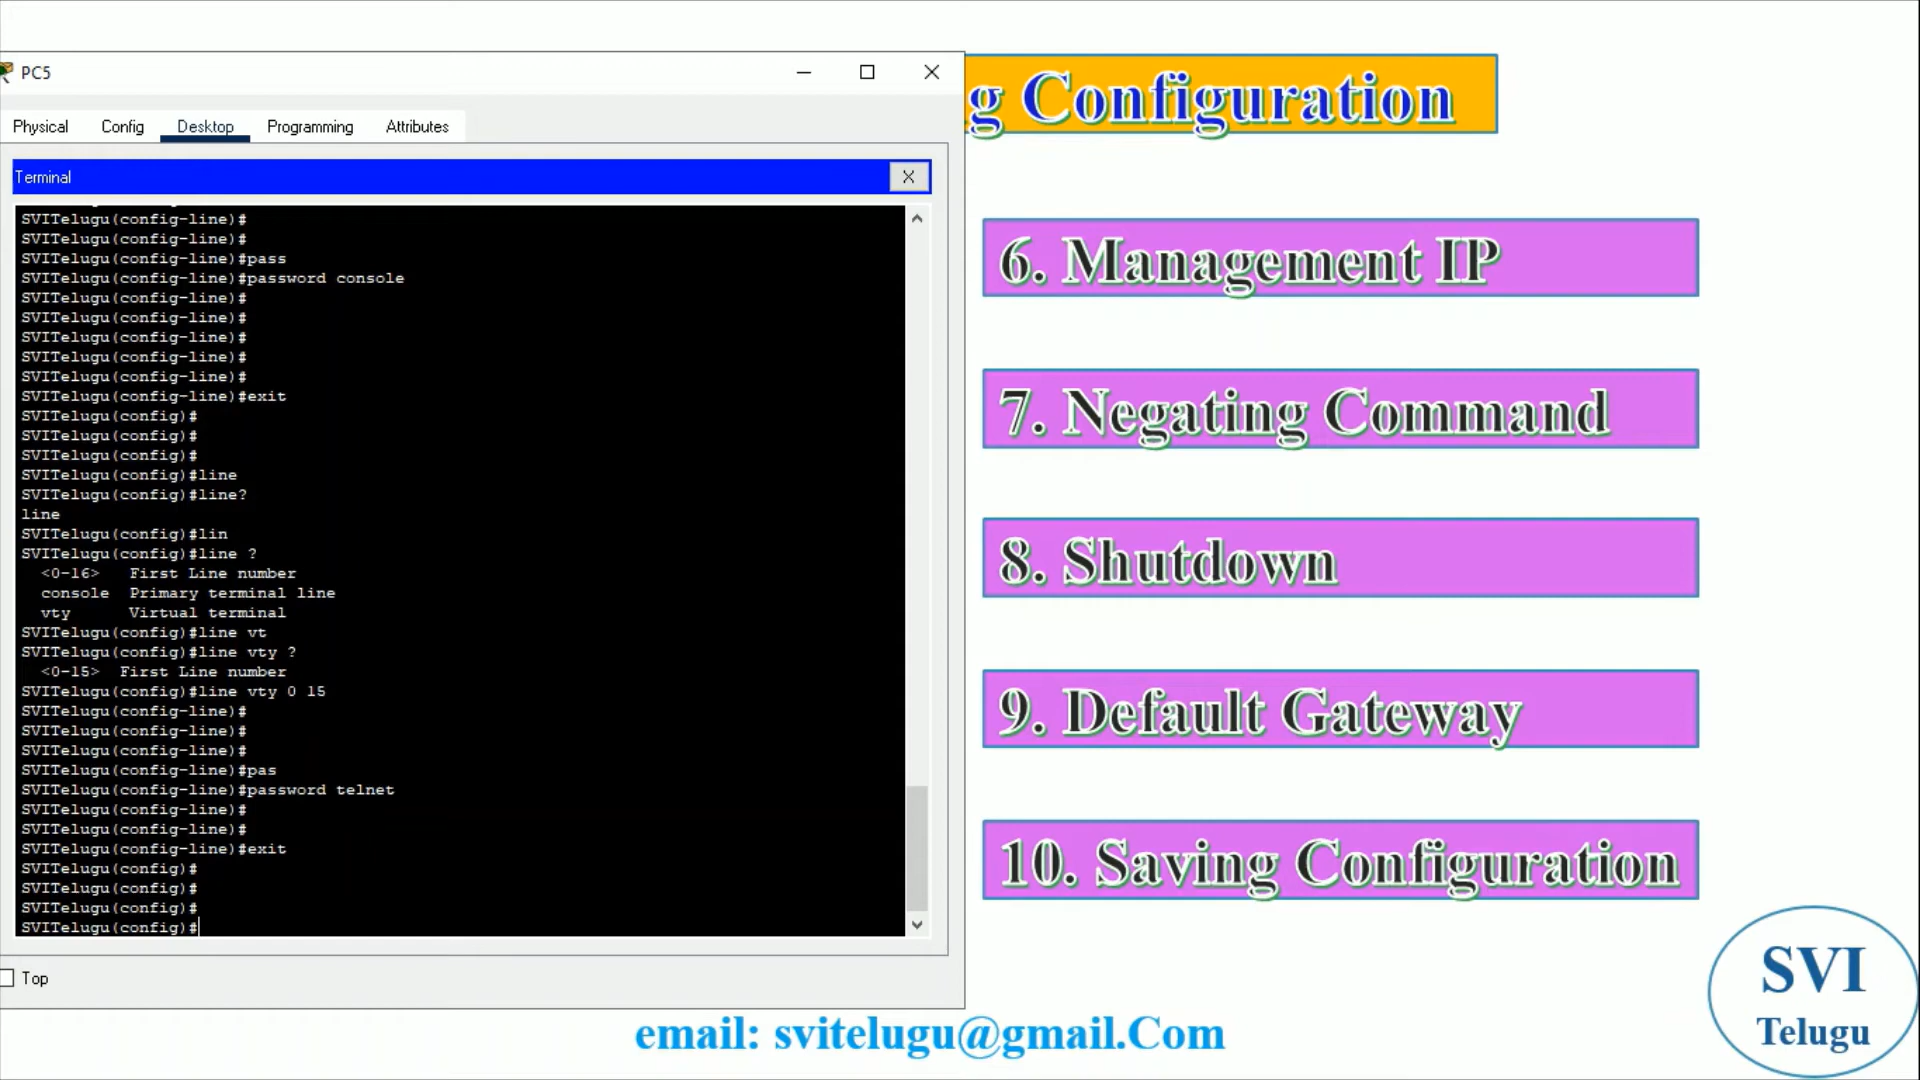 PC5
g Configuration
Physical Config Desktop Programming Attributes
Terminal
X
SVITelugu(config-line)#
SVITelugu(config-line)#
SVITelugu(config-line)#pass
SVITelugu(config-line)#password console
SVITelugu(config-line)#
SVITelugu(config-line)#
SVITelugu(config-line)#
SVITelugu(config-line)#
SVITelugu(config-line)#
SVITelugu(config-line)#exit
SVITelugu(config)#
SVITelugu(config)#
SVITelugu(config)#
SVITelugu(config)#line
SVITelugu(config)#line?
line
SVITelugu(config)#lin
SVITelugu(config)#line ?
<0-16> First Line number
console Primary terminal line
vty Virtual terminal
SVITelugu(config)#line vt
SVITelugu(config)#line vty ?
<0-15> First Line number
SVITelugu(config)#line vty 0 15
SVITelugu(config-line)#
SVITelugu(config-line)#
SVITelugu(config-line)#
SVITelugu(config-line)#pas
SVITelugu(config-line)#password telnet
SVITelugu(config-line)#
SVITelugu(config-line)#
SVITelugu(config-line)#exit
SVITelugu(config)#
SVITelugu(config)#
SVITelugu(config)#
SVITelugu(config)#
Top
6. Management IP
7. Negating Command
8. Shutdown
9. Default Gateway
10. Saving Configuration
email: svitelugu@gmail.Com
SVI
Telugu